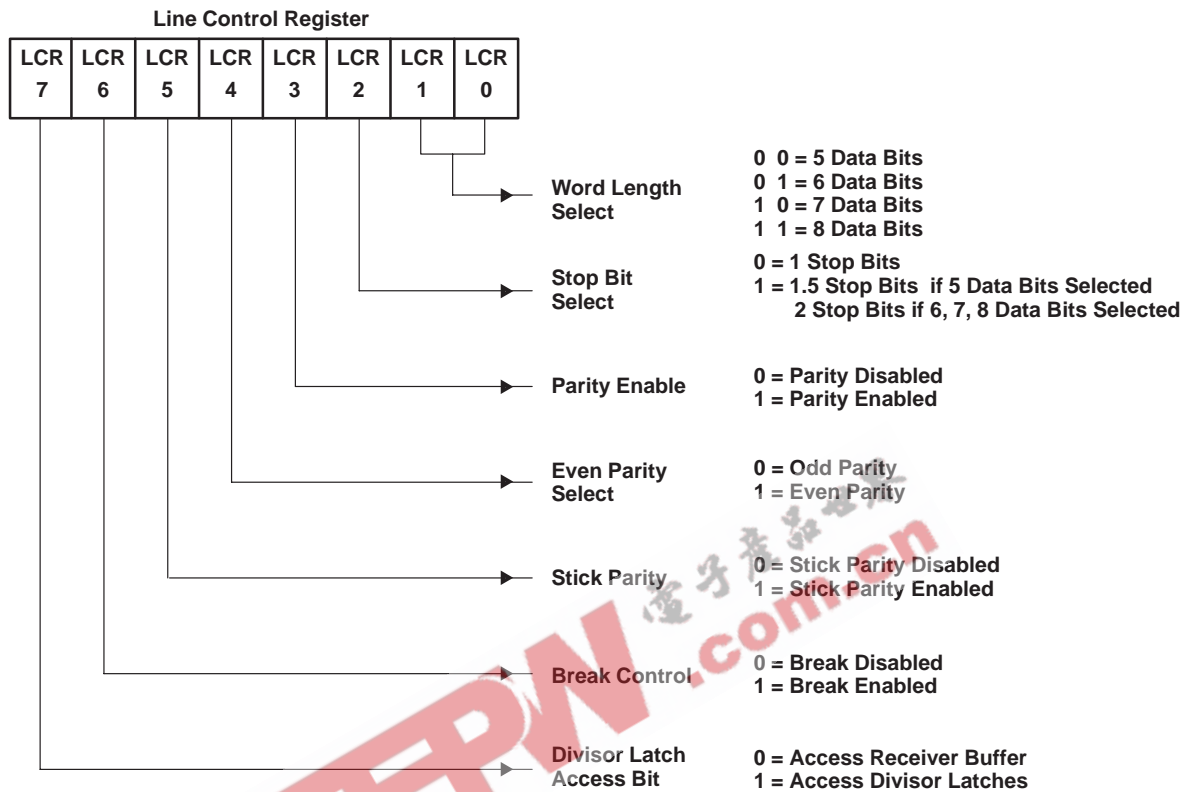 Line Control Register
LCR LCR LCR LCR LCR LCR LCR LCR
7 6 5 4 3 2 1 0
Word Length
Select
0 0 = 5 Data Bits
0 1 = 6 Data Bits
1 0 = 7 Data Bits
1 1 = 8 Data Bits
Stop Bit
Select
0 = 1 Stop Bits
1 = 1.5 Stop Bits if 5 Data Bits Selected
2 Stop Bits if 6, 7, 8 Data Bits Selected
Parity Enable
0 = Parity Disabled
1 = Parity Enabled
Even Parity
Select
0 = Odd Parity
1 = Even Parity
Stick Parity
0 = Stick Parity Disabled
1 = Stick Parity Enabled
Break Control
0 = Break Disabled
1 = Break Enabled
Divisor Latch
Access Bit
0 = Access Receiver Buffer
1 = Access Divisor Latches
電子產品世界
.com.cn